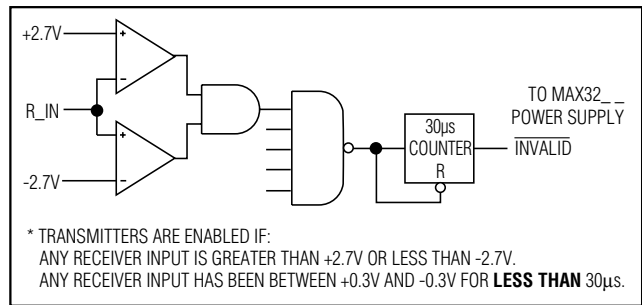 +2.7V
R_IN
-2.7V
30µs
COUNTER
R
TO MAX32_ _
POWER SUPPLY
INVALID
* TRANSMITTERS ARE ENABLED IF:
ANY RECEIVER INPUT IS GREATER THAN +2.7V OR LESS THAN -2.7V.
ANY RECEIVER INPUT HAS BEEN BETWEEN +0.3V AND -0.3V FOR LESS THAN 30µs.